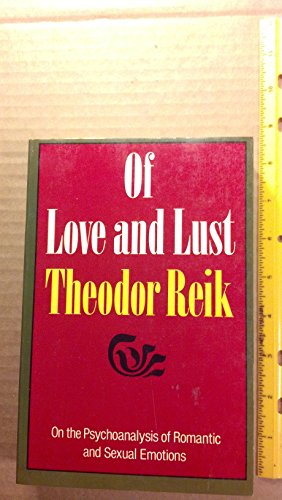 Of
Love and Lust
Theodor Reik
On the Psychoanalysis of Romantic
and Sexual Emotions